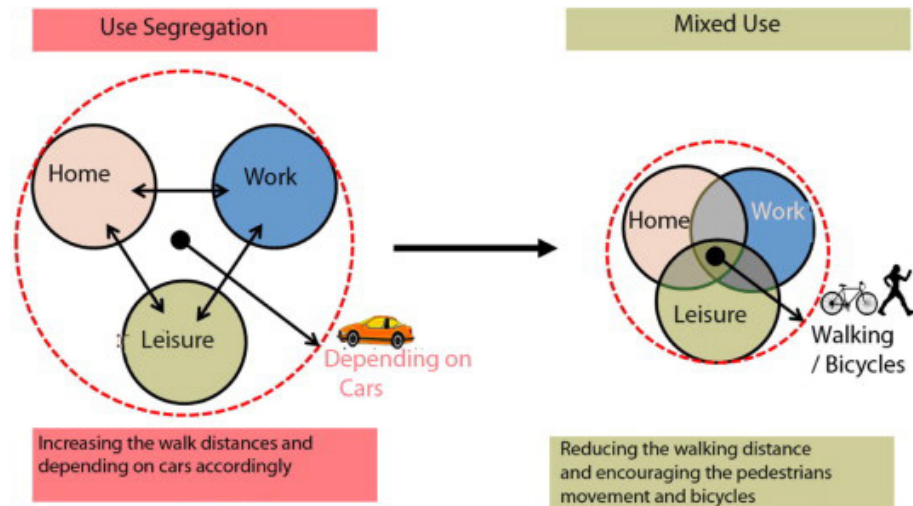 Use Segregation
Mixed Use
Home
Work
Leisure
Depending on
Cars
Home
Work
Leisure
Walking
/ Bicycles
Increasing the walk distances and
depending on cars accordingly
Reducing the walking distance
and encouraging the pedestrians
movement and bicycles